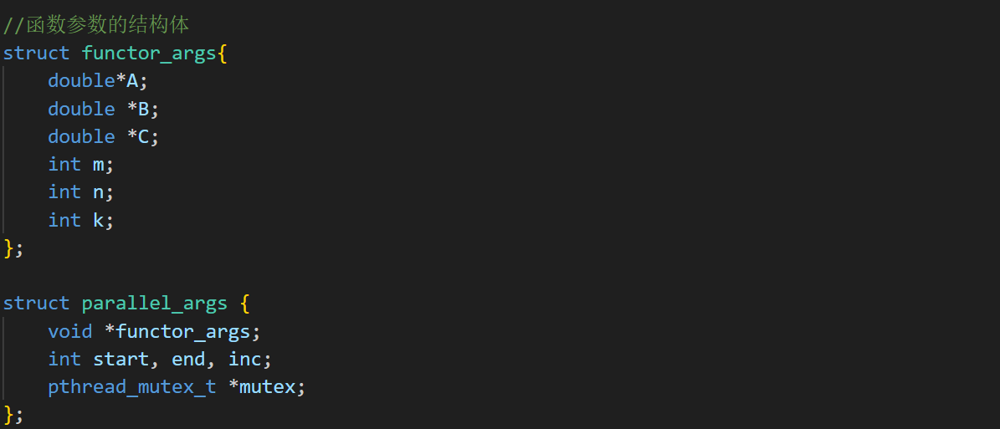 //函数参数的结构体
struct functor_args{
    double*A;
    double *B;
    double *C;
    int m;
    int n;
    int k;
};

struct parallel_args {
    void *functor_args;
    int start, end, inc;
    pthread_mutex_t *mutex;
};